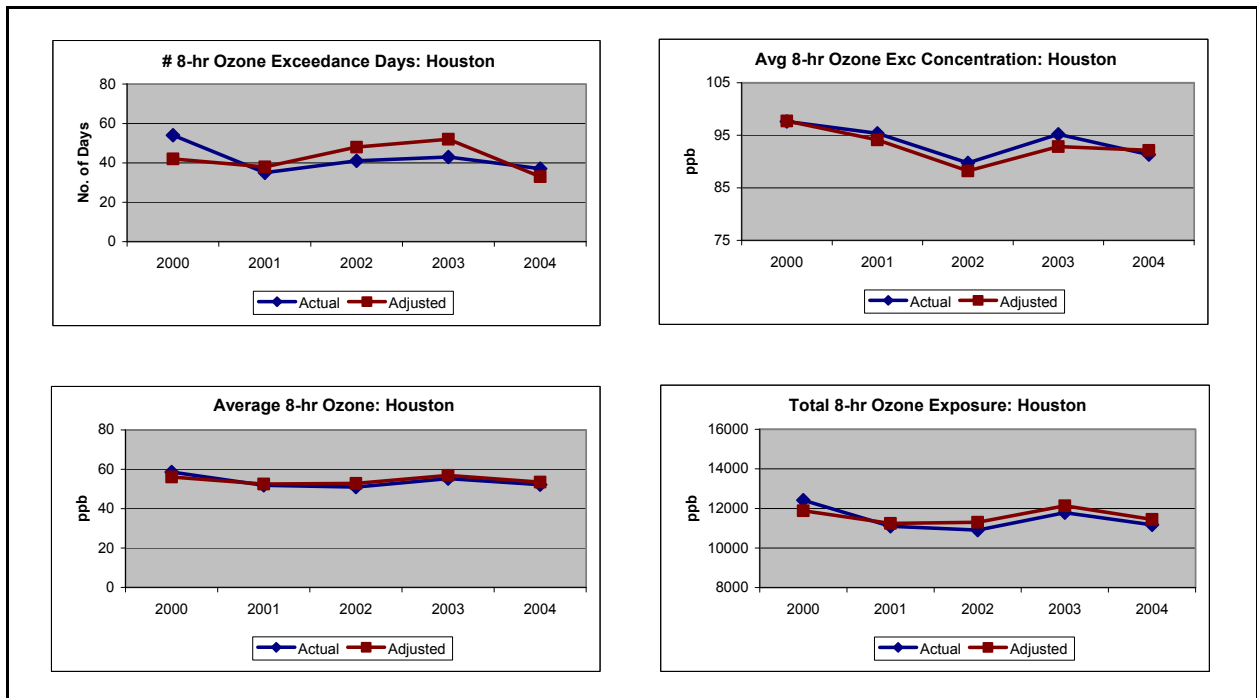 # 8-hr Ozone Exceedance Days: Houston
80
60
40
20
0
No. of Days
2000 2001 2002 2003 2004
Actual Adjusted
Avg 8-hr Ozone Exc Concentration: Houston
105
95
85
75
ppb
2000 2001 2002 2003 2004
Actual Adjusted
Average 8-hr Ozone: Houston
80
60
40
20
0
ppb
2000 2001 2002 2003 2004
Actual Adjusted
Total 8-hr Ozone Exposure: Houston
16000
14000
12000
10000
8000
ppb
2000 2001 2002 2003 2004
Actual Adjusted